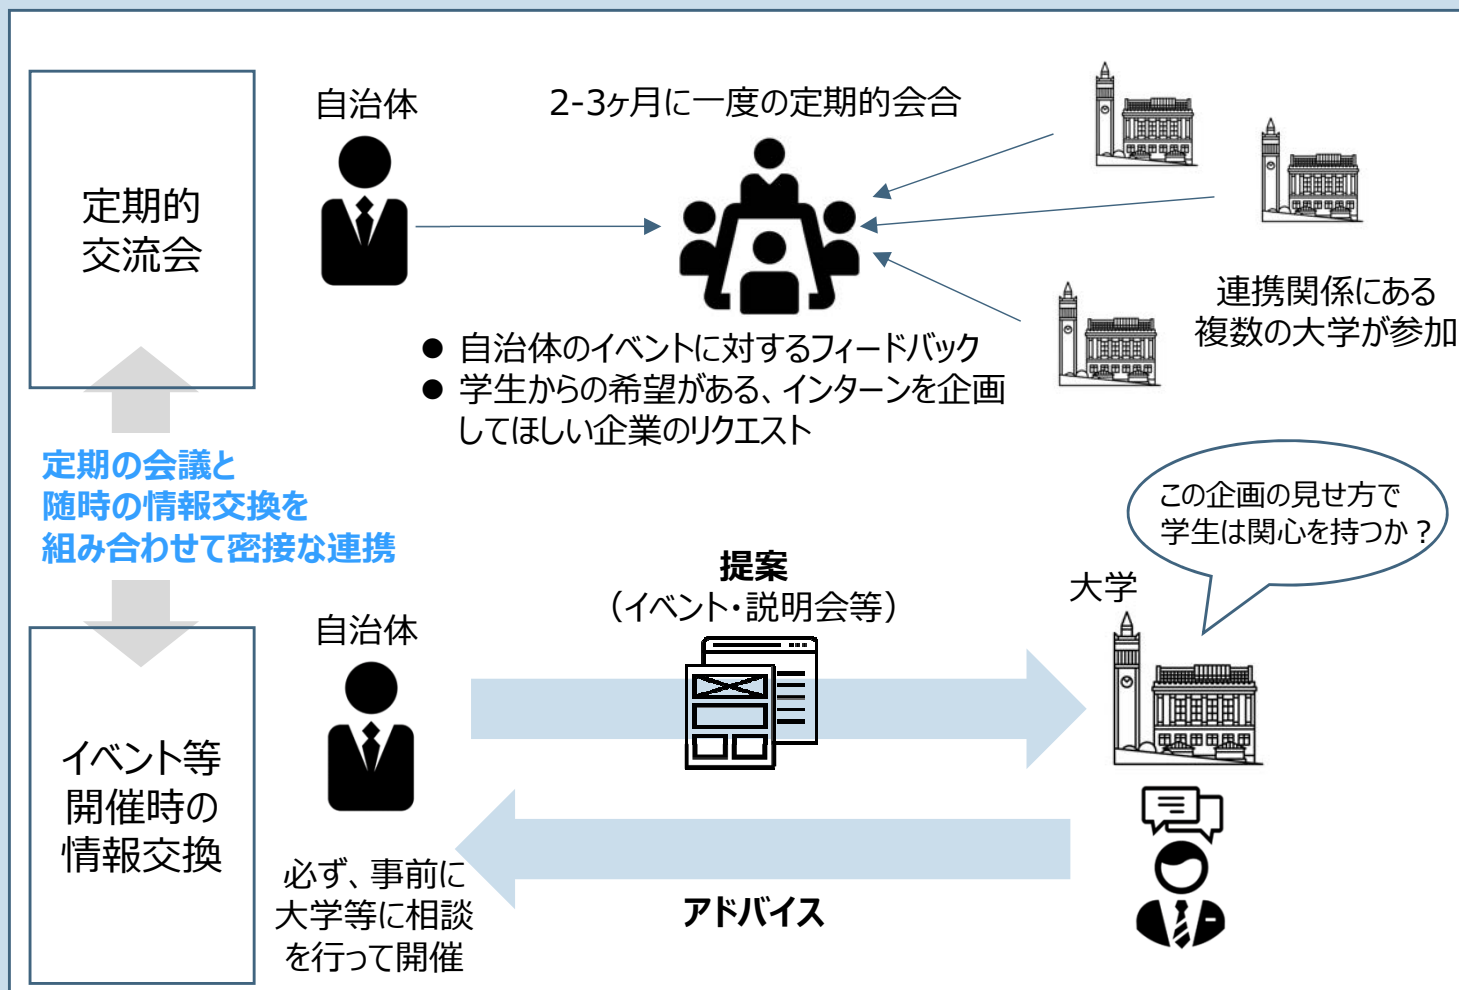 定期的
交流会
自治体
2-3ヶ月に一度の定期的会合
連携関係にある
複数の大学が参加
● 自治体のイベントに対するフィードバック
● 学生からの希望がある、インターンを企画
してほしい企業のリクエスト
定期の会議と
随時の情報交換を
組み合わせて密接な連携
イベント等
開催時の
情報交換
自治体
必ず、事前に
大学等に相談
を行って開催
提案
（イベント・説明会等）
アドバイス
大学
この企画の見せ方で
学生は関心を持つか？